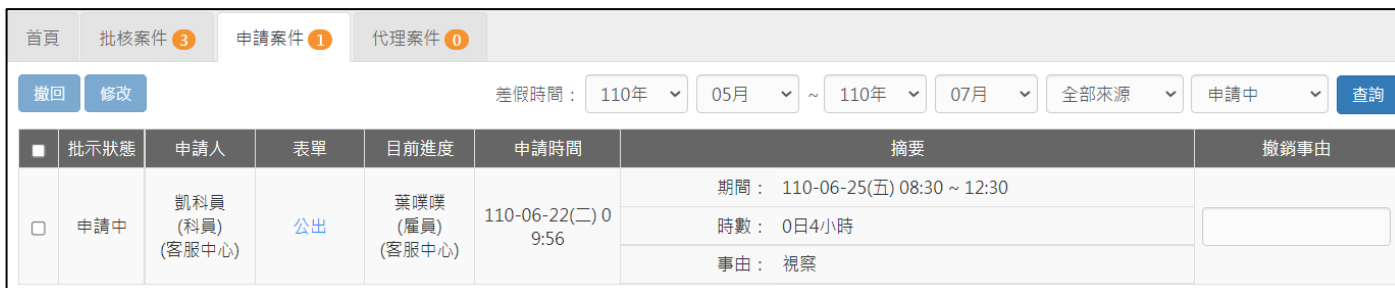 首頁 批核案件 3 申請案件 1 代理案件 0
撤回 修改 差假時間： 110年 05月 ~ 110年 07月 全部來源 申請中 查詢
批示狀態 申請人 表單 目前進度 申請時間 摘要 撤銷事由
申請中
凱科員
(科員)
(客服中心)
公出
葉噗噗
(雇員)
(客服中心)
110-06-22(二) 0
9:56
期間： 110-06-25(五) 08:30 ~ 12:30
時數： 0日4小時
事由： 視察